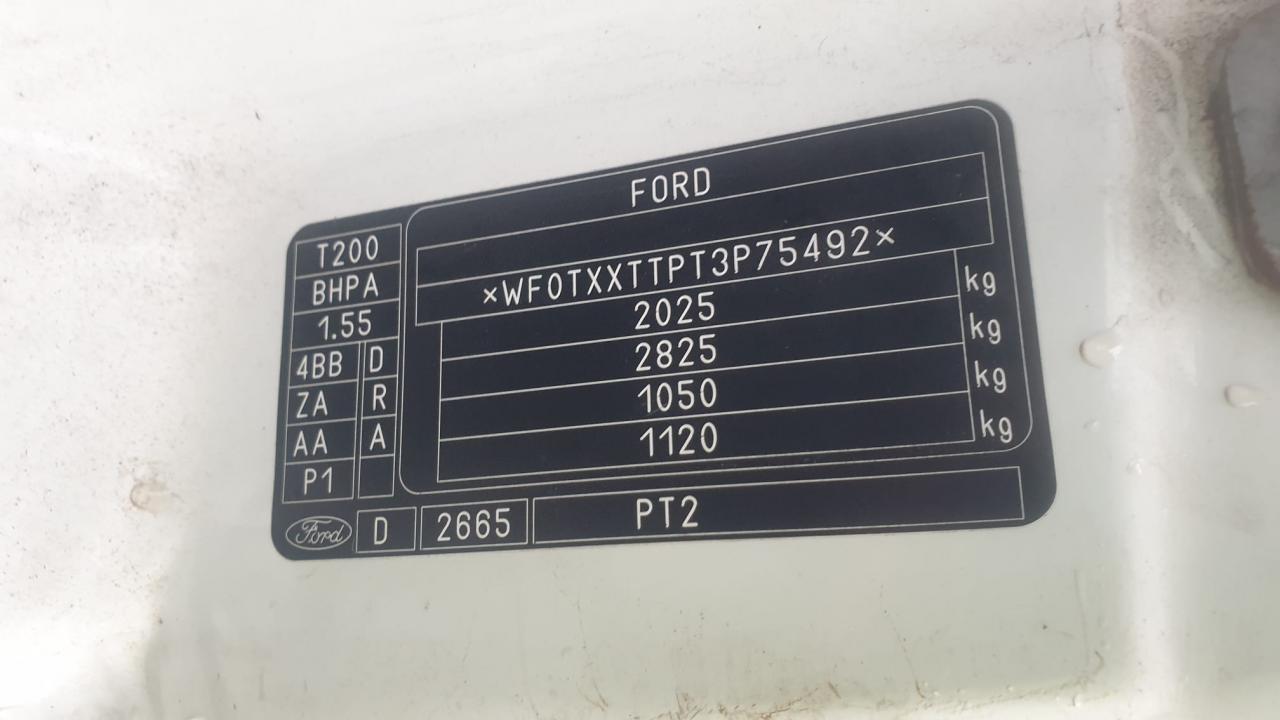 FORD
×WF0TXXTTPT3P75492×
2025 kg
2825 kg
1050 kg
1120 kg
T200
BHPA
1.55
4BB D
ZA R
AA A
P1
Ford D 2665 PT2